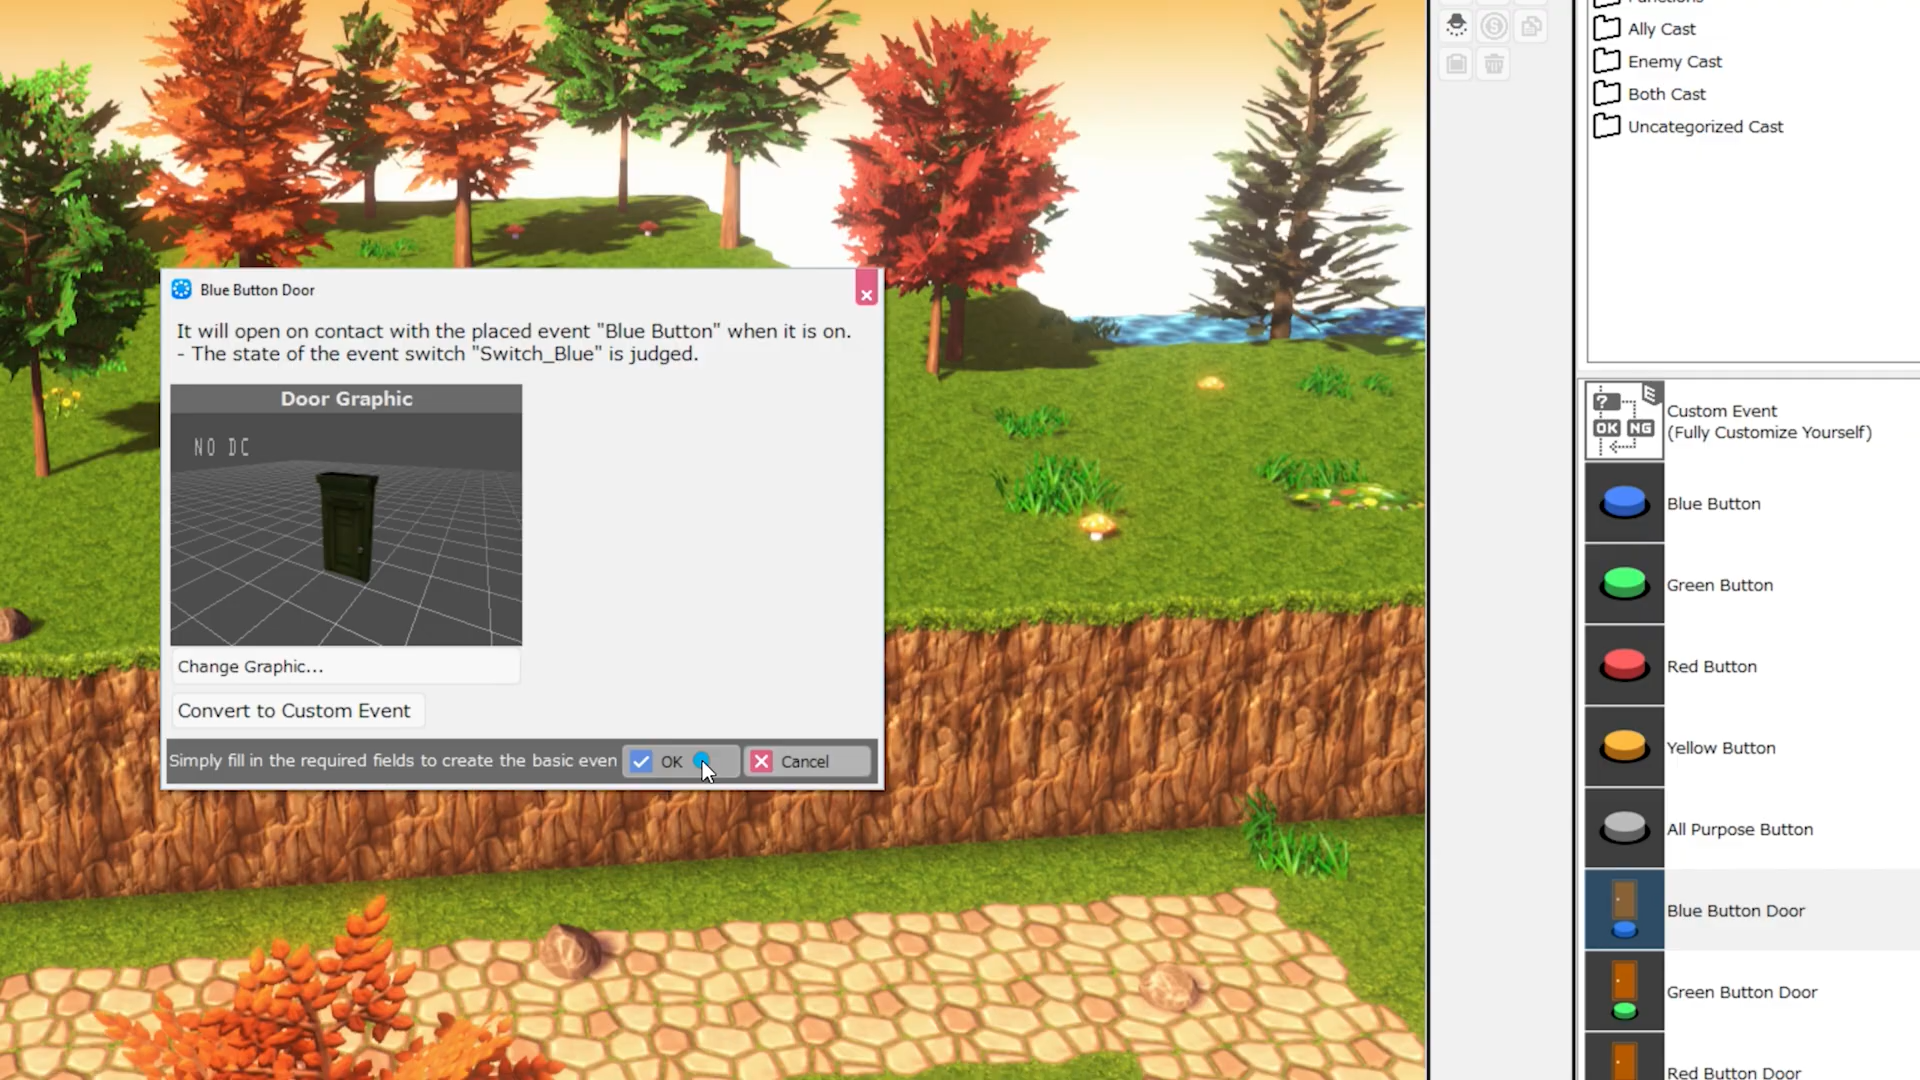 Ally Cast
Enemy Cast
Both Cast
Uncategorized Cast
Blue Button Door
It will open on contact with the placed event "Blue Button" when it is on.
- The state of the event switch "Switch_Blue" is judged.
Door Graphic
NO DC
Change Graphic...
Convert to Custom Event
Simply fill in the required fields to create the basic even
OK
Cancel
?
E
OK NG
Custom Event
(Fully Customize Yourself)
Blue Button
Green Button
Red Button
Yellow Button
All Purpose Button
Blue Button Door
Green Button Door
Red Button Door